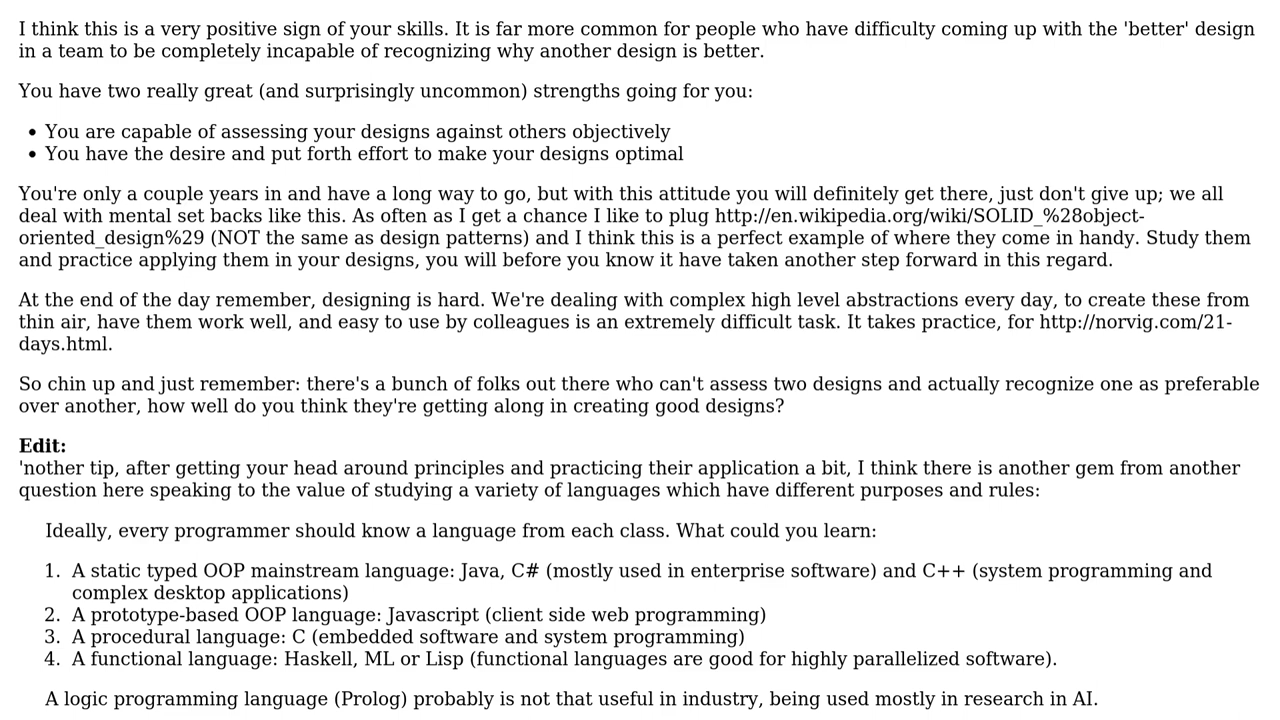 I think this is a very positive sign of your skills. It is far more common for people who have difficulty coming up with the 'better' design
in a team to be completely incapable of recognizing why another design is better.
You have two really great (and surprisingly uncommon) strengths going for you:
• You are capable of assessing your designs against others objectively
• You have the desire and put forth effort to make your designs optimal
You're only a couple years in and have a long way to go, but with this attitude you will definitely get there, just don't give up; we all
deal with mental set backs like this. As often as I get a chance I like to plug http://en.wikipedia.org/wiki/SOLID_%28object-
oriented_design%29 (NOT the same as design patterns) and I think this is a perfect example of where they come in handy. Study them
and practice applying them in your designs, you will before you know it have taken another step forward in this regard.
At the end of the day remember, designing is hard. We're dealing with complex high level abstractions every day, to create these from
thin air, have them work well, and easy to use by colleagues is an extremely difficult task. It takes practice, for http://norvig.com/21-
days.html.
So chin up and just remember: there's a bunch of folks out there who can't assess two designs and actually recognize one as preferable
over another, how well do you think they're getting along in creating good designs?
Edit:
'nother tip, after getting your head around principles and practicing their application a bit, I think there is another gem from another
question here speaking to the value of studying a variety of languages which have different purposes and rules:
Ideally, every programmer should know a language from each class. What could you learn:
1. A static typed OOP mainstream language: Java, C# (mostly used in enterprise software) and C++ (system programming and
complex desktop applications)
2. A prototype-based OOP language: Javascript (client side web programming)
3. A procedural language: C (embedded software and system programming)
4. A functional language: Haskell, ML or Lisp (functional languages are good for highly parallelized software).
A logic programming language (Prolog) probably is not that useful in industry, being used mostly in research in AI.